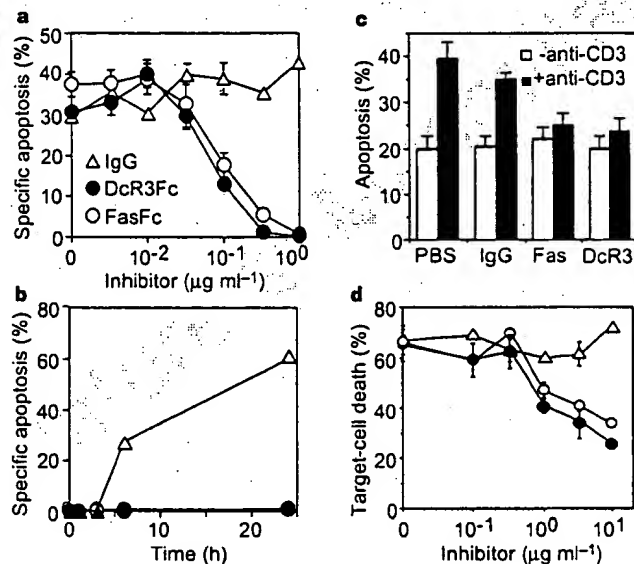 a
Specific apoptosis (%)
50
40
30
20
10
0
IgG
DcR3Fc
FasFc
0 10-2 10-1 100
Inhibitor (µg ml-1)
c
Apoptosis (%)
40
30
20
10
0
-anti-CD3
+anti-CD3
PBS IgG Fas DcR3
b
Specific apoptosis (%)
80
60
40
20
0
0 10 20
Time (h)
d
Target-cell death (%)
80
60
40
20
0
0 10-1 100 101
Inhibitor (µg ml-1)